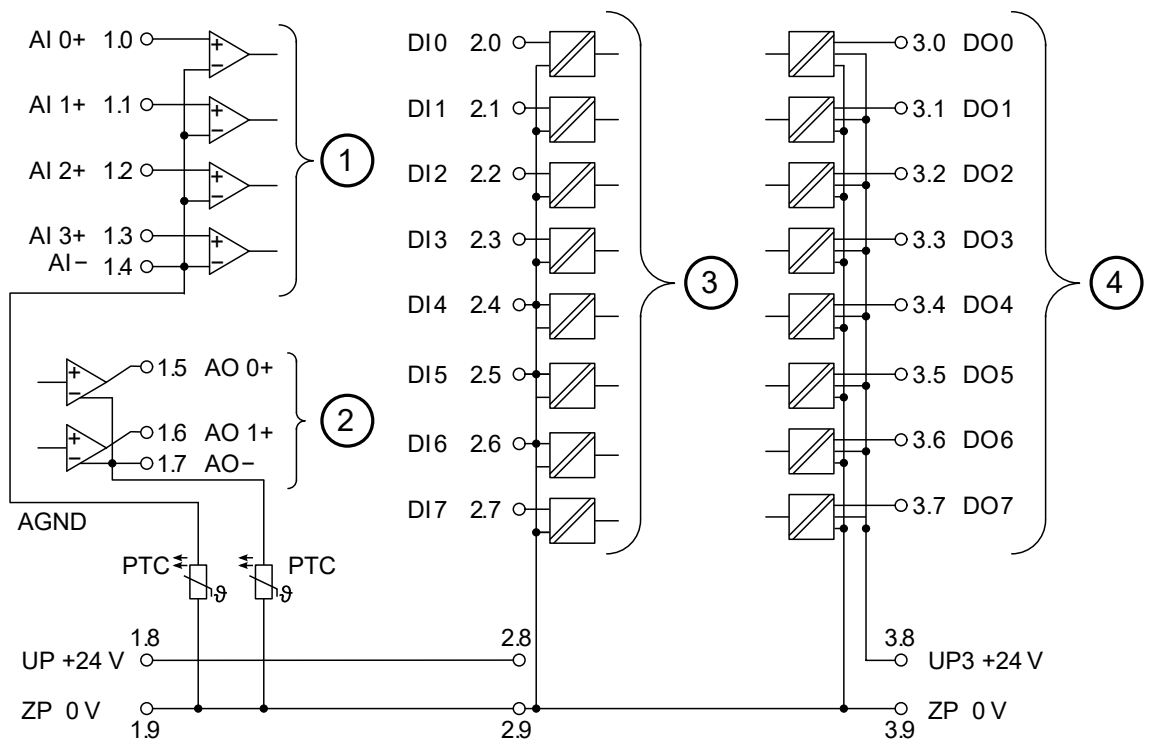 AI 0+ 1.0
AI 1+ 1.1
AI 2+ 1.2
AI 3+ 1.3
AI− 1.4
1
1.5 AO 0+
1.6 AO 1+
1.7 AO−
2
AGND
PTC
ϑ
PTC
ϑ
DI0 2.0
DI1 2.1
DI2 2.2
DI3 2.3
DI4 2.4
DI5 2.5
DI6 2.6
DI7 2.7
3
3.0 DO0
3.1 DO1
3.2 DO2
3.3 DO3
3.4 DO4
3.5 DO5
3.6 DO6
3.7 DO7
4
1.8 2.8 3.8
UP +24 V UP3 +24 V
ZP 0 V ZP 0 V
1.9 2.9 3.9